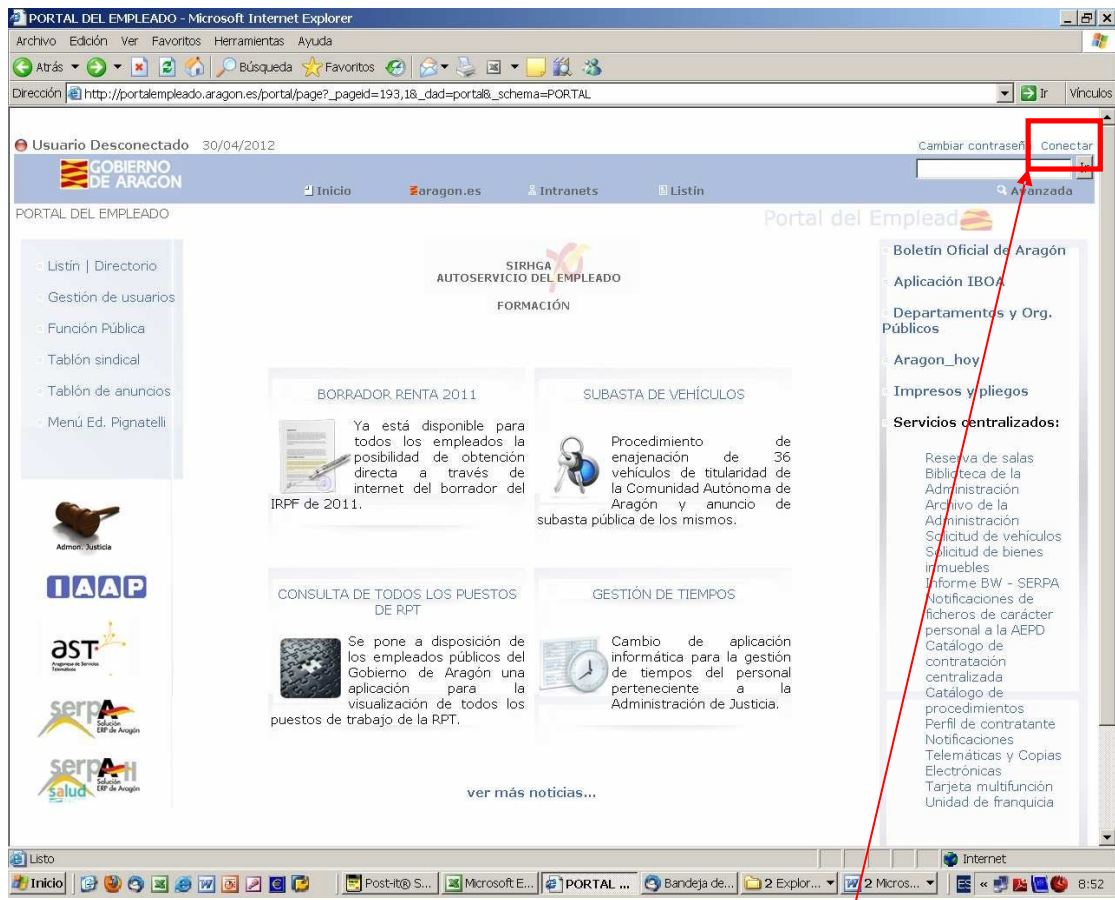 PORTAL DEL EMPLEADO - Microsoft Internet Explorer
Archivo Edición Ver Favoritos Herramientas Ayuda
Atrás Búsqueda Favoritos
Dirección http://portalempleado.aragon.es/portal/page?_pageid=193,1&_dad=portal&_schema=PORTAL Ir Vínculos
Usuario Desconectado 30/04/2012 Cambiar contraseña Conectar
GOBIERNO
DE ARAGON
Ir
Inicio aragon.es Intranets Listín Avanzada
PORTAL DEL EMPLEADO
Portal del Emplead
Listín | Directorio
Gestión de usuarios
Función Pública
Tablón sindical
Tablón de anuncios
Menú Ed. Pignatelli
Admon. Justicia
IAAP
aST
Aragonesa de Servicios
Telemáticos
serpA
Solución
ERP de Aragón
serpA-H
salud
Solución
ERP de Aragón
SIRHGA
AUTOSERVICIO DEL EMPLEADO
FORMACIÓN
BORRADOR RENTA 2011
Ya está disponible para
todos los empleados la
posibilidad de obtención
directa a través de
internet del borrador del
IRPF de 2011.
SUBASTA DE VEHÍCULOS
Procedimiento de
enajenación de 36
vehículos de titularidad de
la Comunidad Autónoma de
Aragón y anuncio de
subasta pública de los mismos.
CONSULTA DE TODOS LOS PUESTOS
DE RPT
Se pone a disposición de
los empleados públicos del
Gobierno de Aragón una
aplicación para la
visualización de todos los
puestos de trabajo de la RPT.
GESTIÓN DE TIEMPOS
Cambio de aplicación
informática para la gestión
de tiempos del personal
perteneciente a la
Administración de Justicia.
ver más noticias...
Boletín Oficial de Aragón
Aplicación IBOA
Departamentos y Org.
Públicos
Aragon_hoy
Impresos y pliegos
Servicios centralizados:
Reserva de salas
Biblioteca de la
Administración
Archivo de la
Administración
Solicitud de vehículos
Solicitud de bienes
inmuebles
Informe BW - SERPA
Notificaciones de
ficheros de carácter
personal a la AEPD
Catálogo de
contratación
centralizada
Catálogo de
procedimientos
Perfil de contratante
Notificaciones
Telemáticas y Copias
Electrónicas
Tarjeta multifunción
Unidad de franquicia
Listo Internet
Inicio Post-it® S... Microsoft E... PORTAL ... Bandeja de... 2 Explor... 2 Micros... ES « 8:52